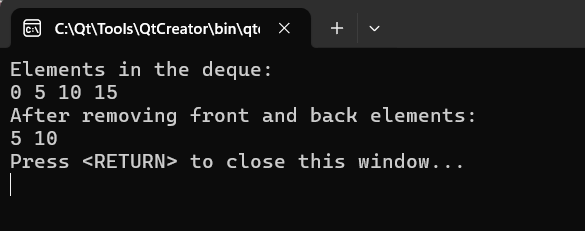 C:\Qt\Tools\QtCreator\bin\qtc
Elements in the deque:
0 5 10 15
After removing front and back elements:
5 10
Press <RETURN> to close this window...